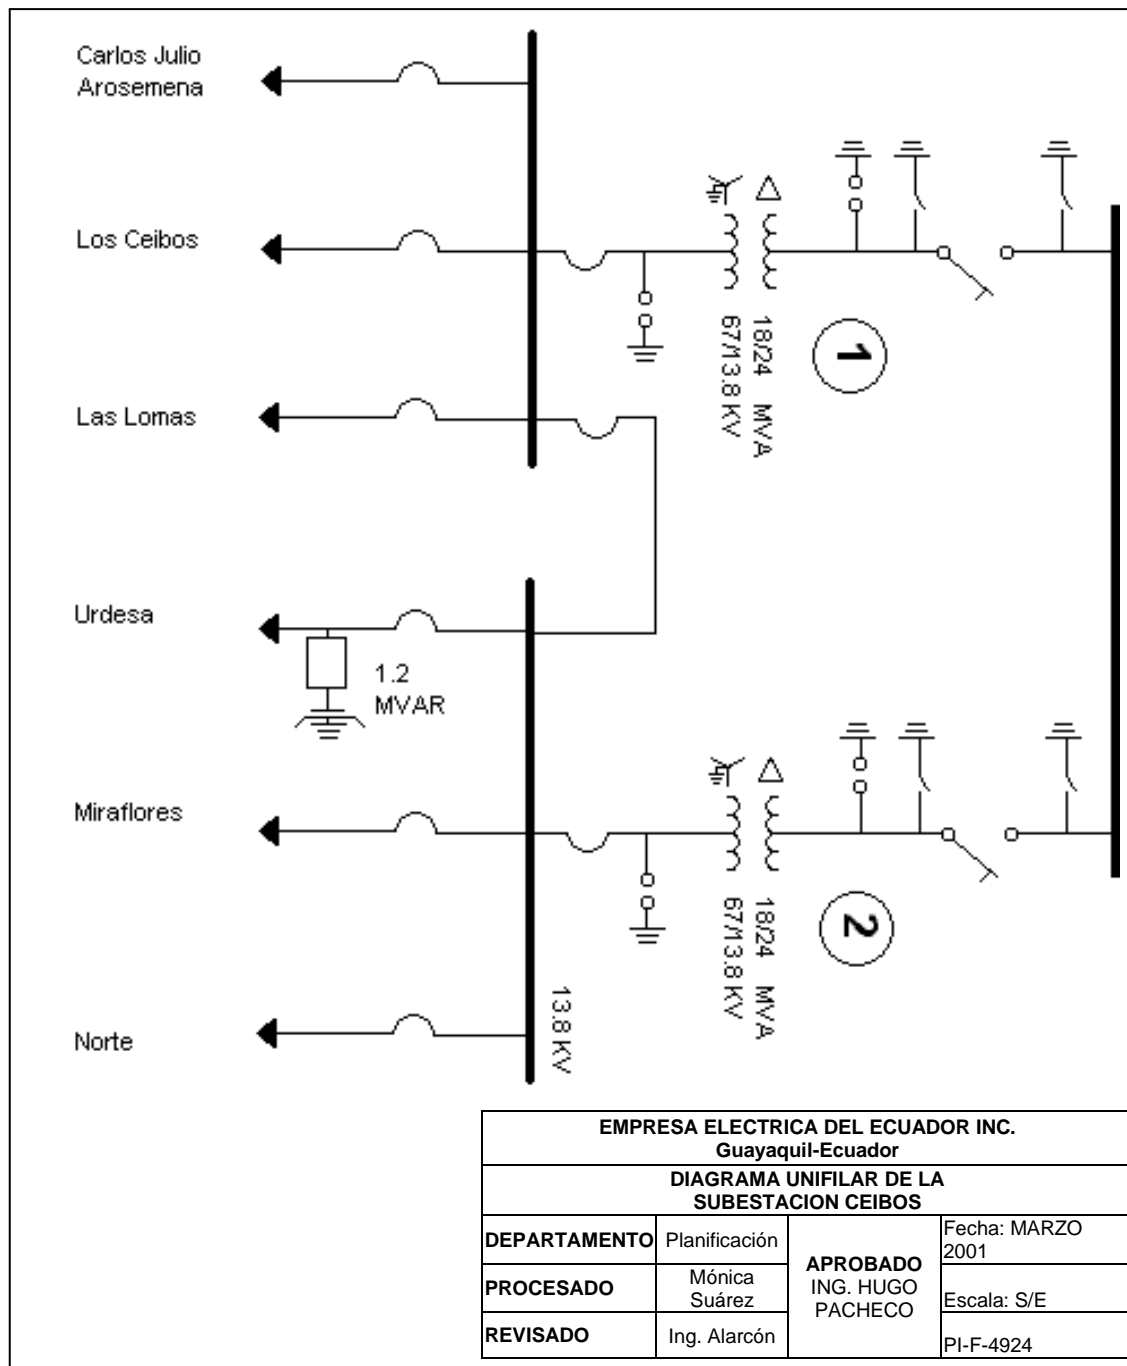 Carlos Julio
Arosemena
Los Ceibos
18/24 MVA
67/13.8 KV
1
Las Lomas
Urdesa
1.2
MVAR
Miraflores
18/24 MVA
67/13.8 KV
2
13.8 KV
Norte
EMPRESA ELECTRICA DEL ECUADOR INC.
Guayaquil-Ecuador
DIAGRAMA UNIFILAR DE LA
SUBESTACION CEIBOS
DEPARTAMENTO
Planificación
APROBADO
ING. HUGO
PACHECO
Fecha: MARZO
2001
PROCESADO
Mónica
Suárez
Escala: S/E
REVISADO
Ing. Alarcón
PI-F-4924